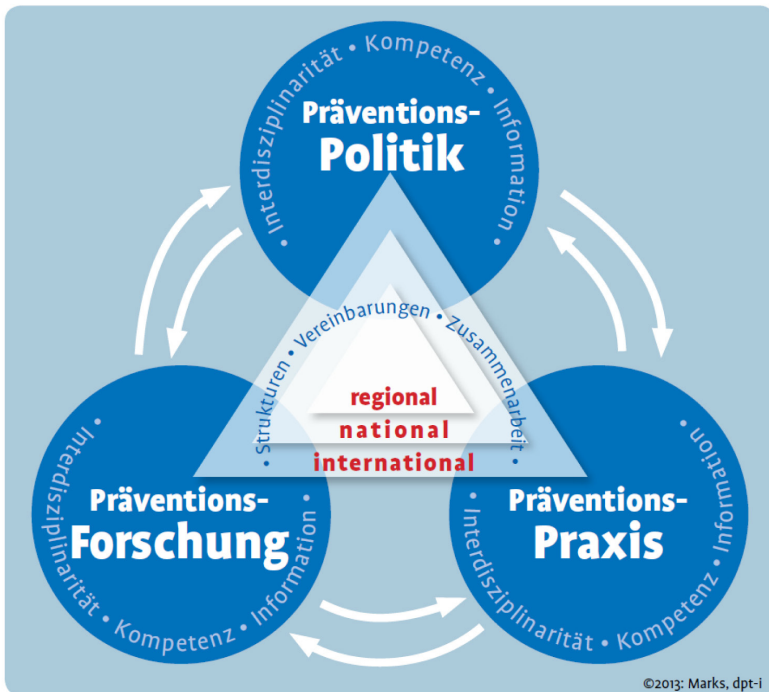 • Interdisziplinarität • Kompetenz • Information •
Präventions-
Politik
• Strukturen • Vereinbarungen • Zusammenarbeit •
regional
national
international
Präventions-
Forschung
• Interdisziplinarität • Kompetenz • Information •
Präventions-
Praxis
• Interdisziplinarität • Kompetenz • Information •
©2013: Marks, dpt-i